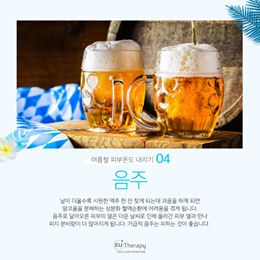 여름철 피부온도 내리기 04
음주
날이 더울수록 시원한 맥주 한 잔 찾게 되는데 과음을 하게 되면
알코올을 분해하는 성분과 혈액순환에 어려움을 겪게 됩니다.
음주로 달아오른 피부의 열은 더운 날씨로 인해 올라간 피부 열과 만나
피지 분비량이 더 많아지게 됩니다. 가급적 음주는 피하는 것이 좋습니다.
EU Therapy